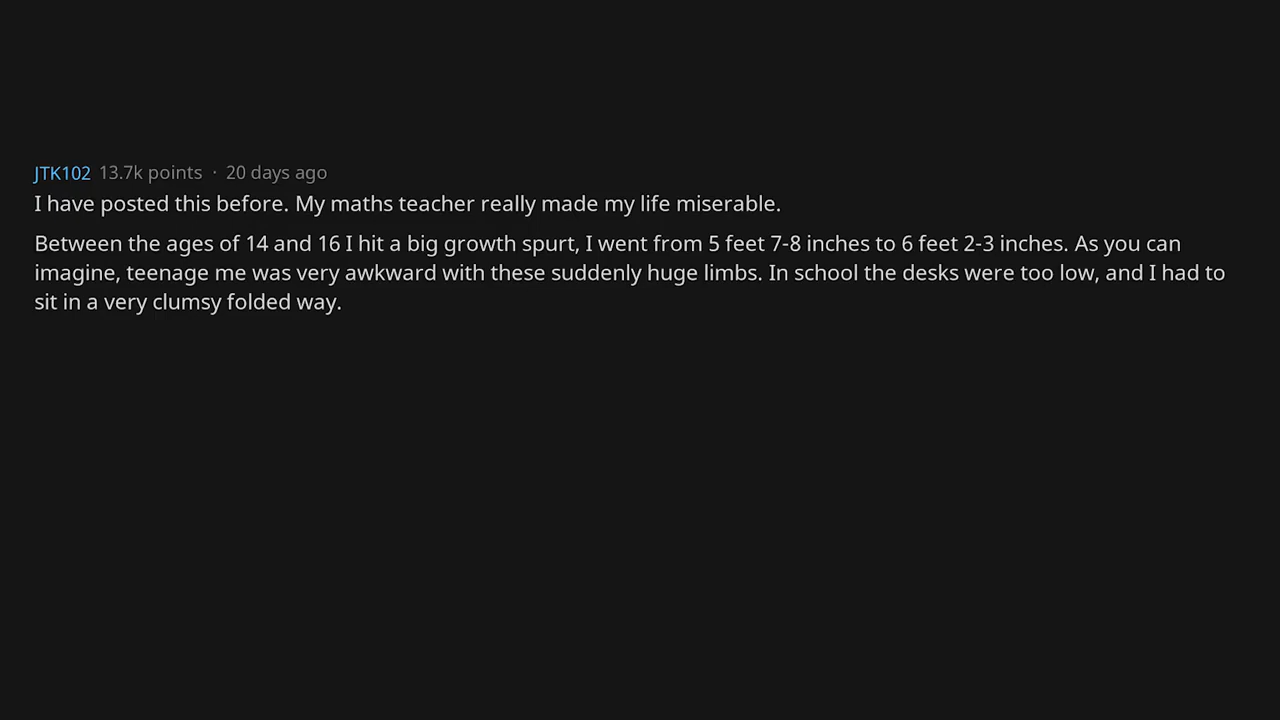 JTK102 13.7k points · 20 days ago
I have posted this before. My maths teacher really made my life miserable.
Between the ages of 14 and 16 I hit a big growth spurt, I went from 5 feet 7-8 inches to 6 feet 2-3 inches. As you can
imagine, teenage me was very awkward with these suddenly huge limbs. In school the desks were too low, and I had to
sit in a very clumsy folded way.